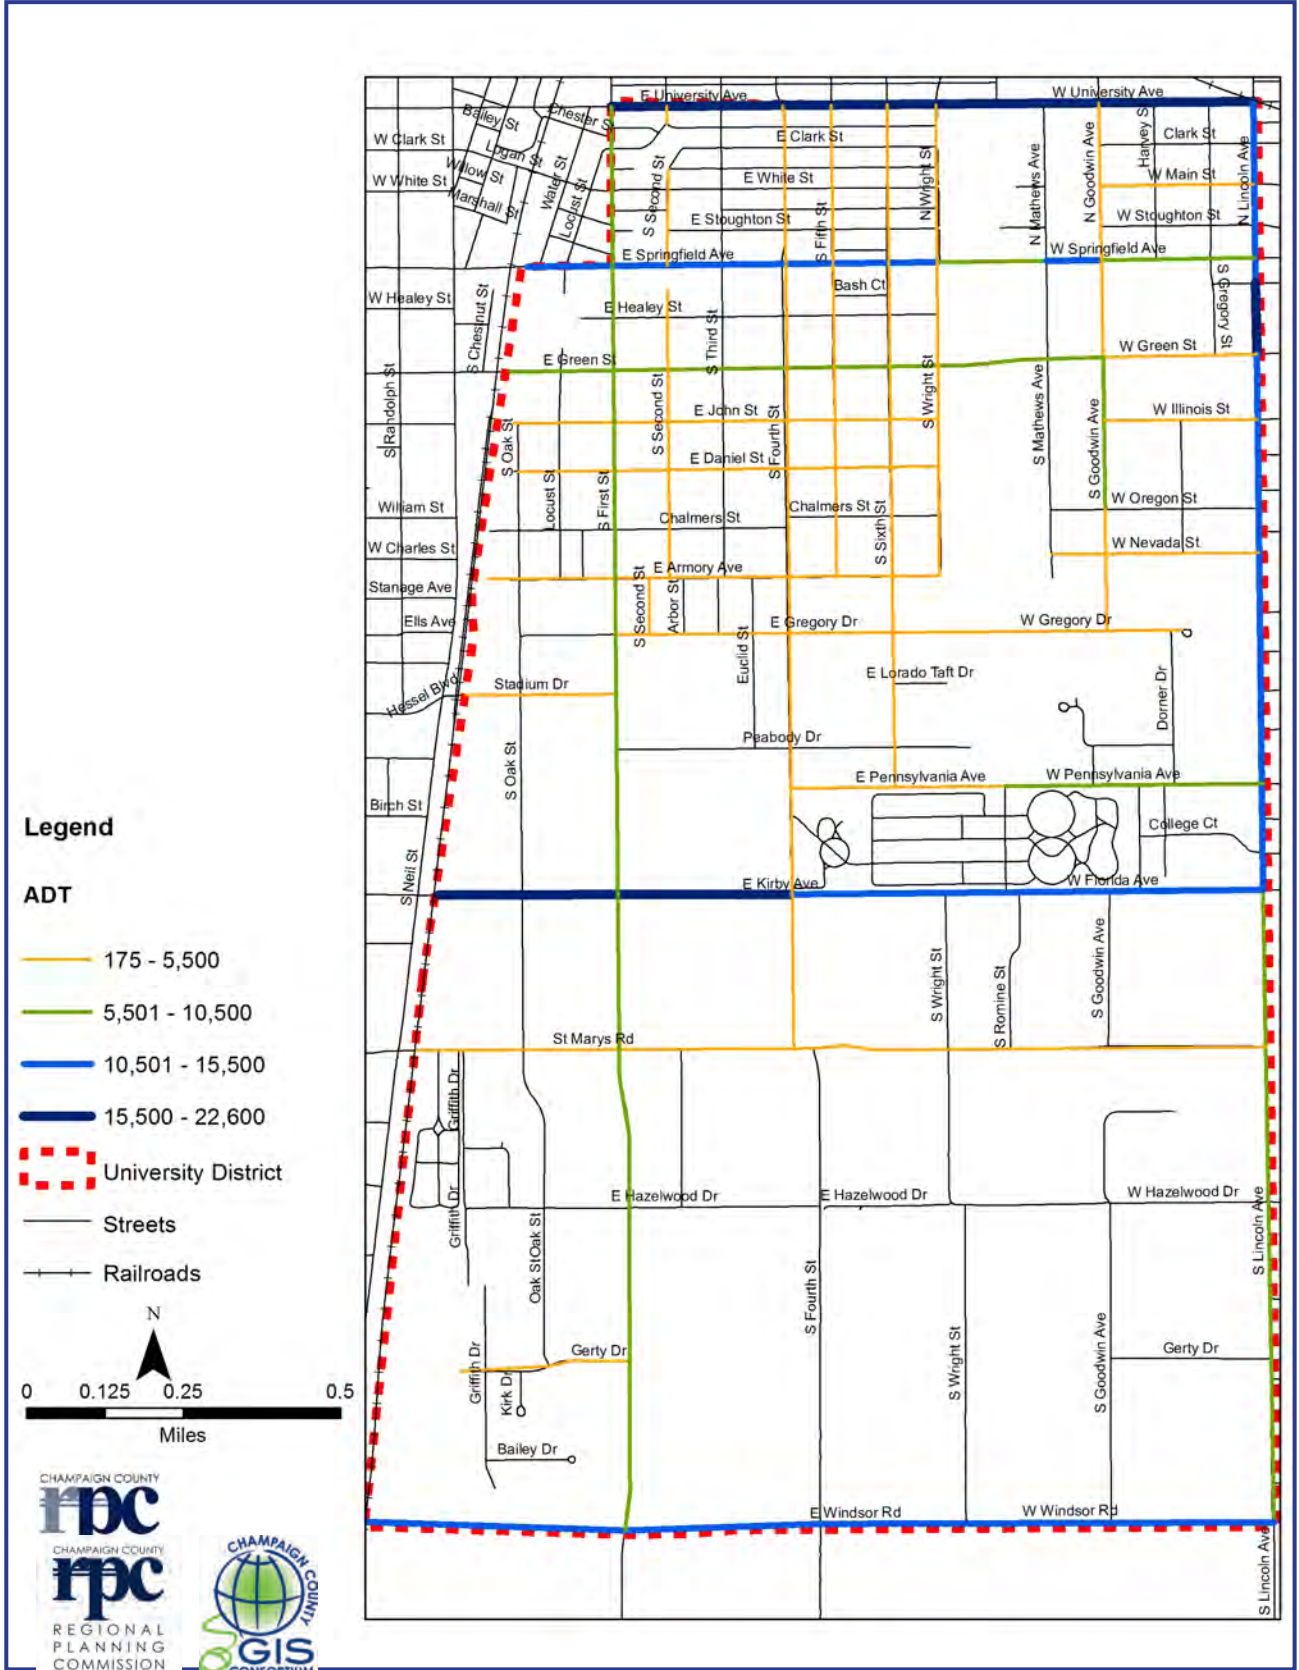 E University Ave
W University Ave
Bailey St
Chester S
W Clark St
E Clark St
Clark St
Harvey S
Logan St
Willow St
W White St
Marshall St
Water St
Locust St
S Second St
E White St
E Stoughton St
S Fifth St
N Wright St
N Mathews Ave
N Goodwin Ave
W Main St
W Stoughton St
N Lincoln Ave
E Springfield Ave
W Springfield Ave
W Healey St
S Chestnut St
E Healey St
Bash Ct
S Gregory St
S Third St
E Green St
W Green St
S Randolph St
S Second St
E John St
S Fourth St
S Wright St
S Mathews Ave
S Goodwin Ave
W Illinois St
S Oak St
E Daniel St
Locust St
S First St
William St
Chalmers St
Chalmers St
S Sixth St
W Oregon St
W Charles St
W Nevada St
E Armory Ave
Stanage Ave
S Second St
Arbor St
Ells Ave
E Gregory Dr
W Gregory Dr
Euclid St
Hessel Blvd
Stadium Dr
E Lorado Taft Dr
Dorner Dr
Peabody Dr
S Oak St
E Pennsylvania Ave
W Pennsylvania Ave
Birch St
College Ct
S Neil St
E Kirby Ave
W Florida Ave
S Wright St
S Romine St
S Goodwin Ave
St Marys Rd
Griffith Dr
Griffith Dr
E Hazelwood Dr
E Hazelwood Dr
W Hazelwood Dr
Oak St
Oak St
S Lincoln Ave
S Fourth St
S Wright St
S Goodwin Ave
Griffith Dr
Gerty Dr
Gerty Dr
Kirk Dr
Bailey Dr
E Windsor Rd
W Windsor Rd
S Lincoln Ave
Legend
ADT
175 - 5,500
5,501 - 10,500
10,501 - 15,500
15,500 - 22,600
University District
Streets
Railroads
N
0 0.125 0.25 0.5
Miles
CHAMPAIGN COUNTY
rpc
CHAMPAIGN COUNTY
rpc
REGIONAL
PLANNING
COMMISSION
CHAMPAIGN COUNTY
GIS
CONSORTIUM